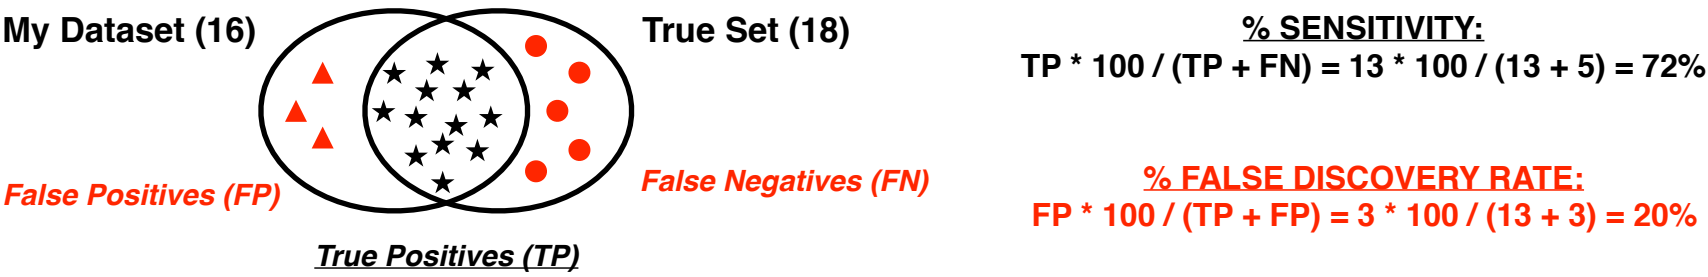 My Dataset (16)
True Set (18)
False Positives (FP)
False Negatives (FN)
True Positives (TP)
% SENSITIVITY:
TP * 100 / (TP + FN) = 13 * 100 / (13 + 5) = 72%
% FALSE DISCOVERY RATE:
FP * 100 / (TP + FP) = 3 * 100 / (13 + 3) = 20%